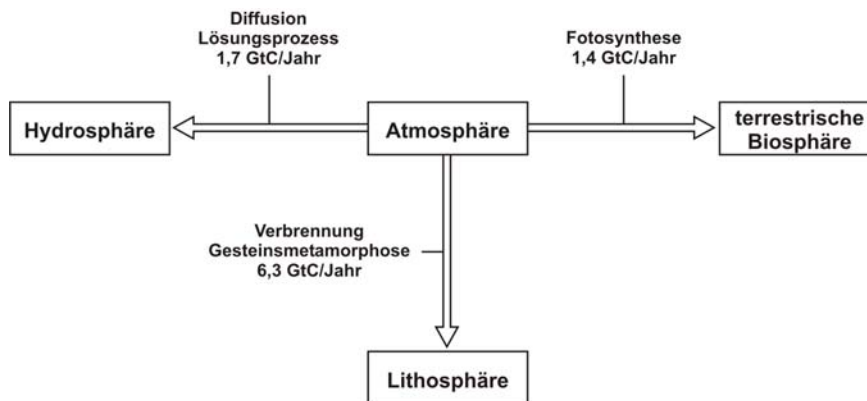 Diffusion
Lösungsprozess
1,7 GtC/Jahr
Fotosynthese
1,4 GtC/Jahr
Hydrosphäre
Atmosphäre
terrestrische
Biosphäre
Verbrennung
Gesteinsmetamorphose
6,3 GtC/Jahr
Lithosphäre